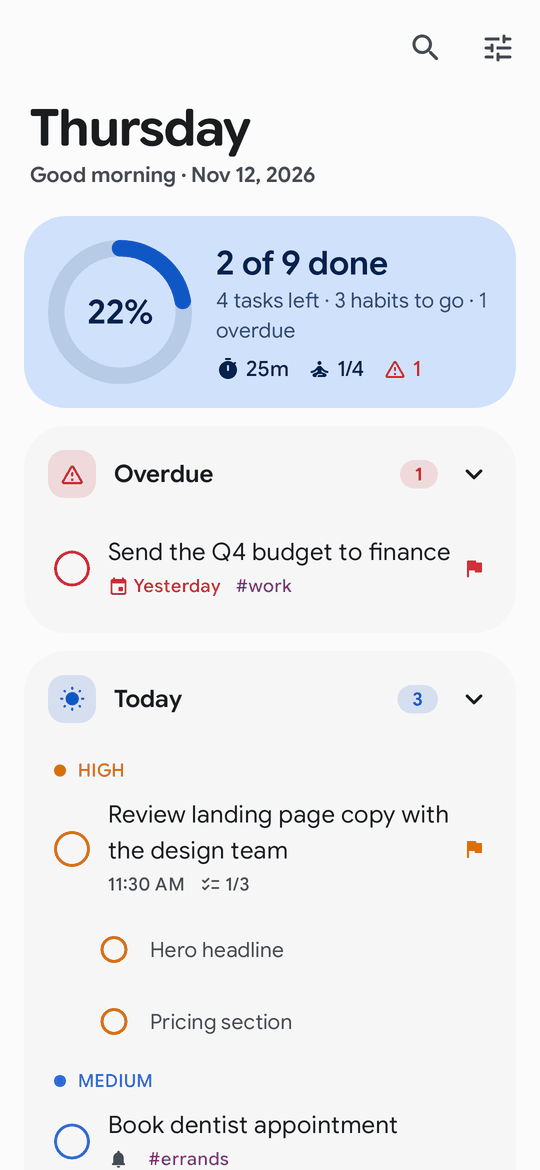 Thursday
Good morning · Nov 12, 2026
22%
2 of 9 done
4 tasks left · 3 habits to go · 1
overdue
25m 1/4 1
Overdue 1
Send the Q4 budget to finance
Yesterday #work
Today 3
HIGH
Review landing page copy with
the design team
11:30 AM 1/3
Hero headline
Pricing section
MEDIUM
Book dentist appointment
#errands